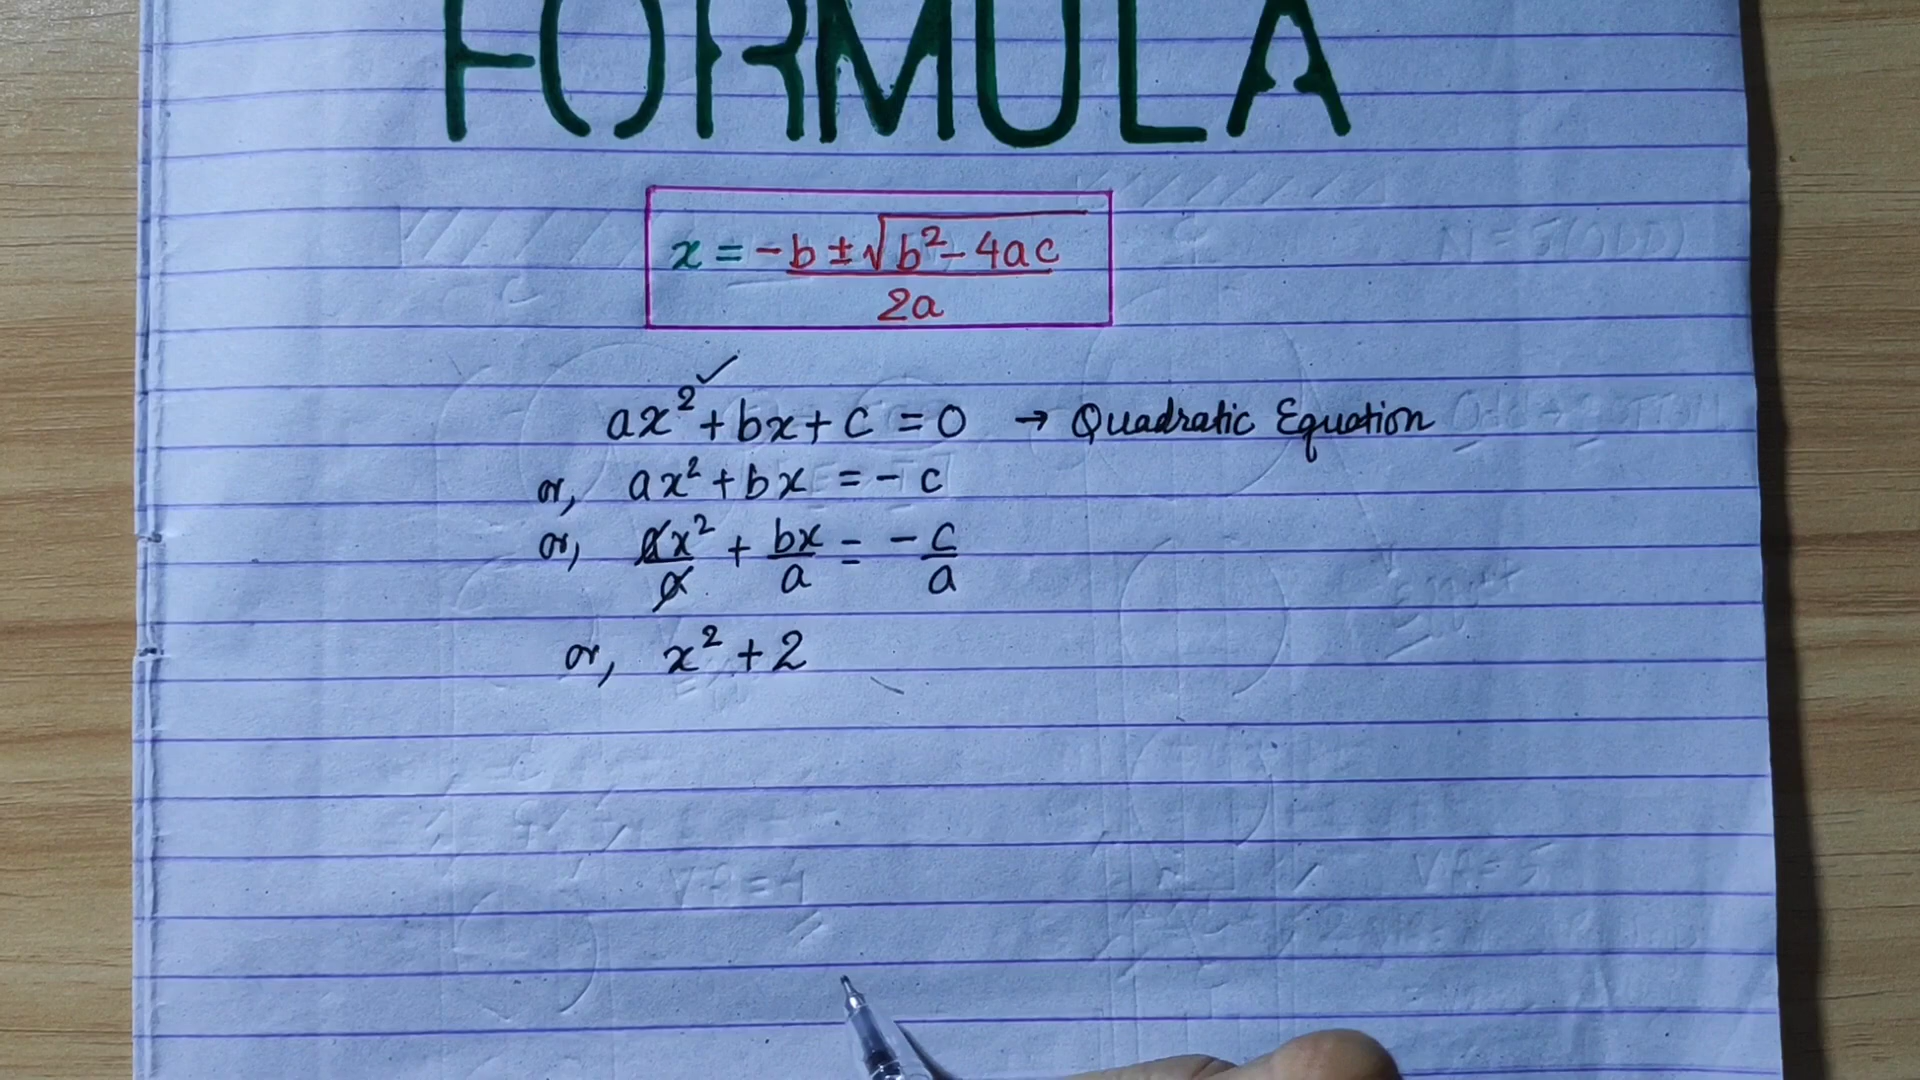 FORMULA
x = -b ± √b² - 4ac / 2a
ax² + bx + c = 0 → Quadratic Equation
or, ax² + bx = - c
or, ax²/a + bx/a = - c/a
or, x² + 2